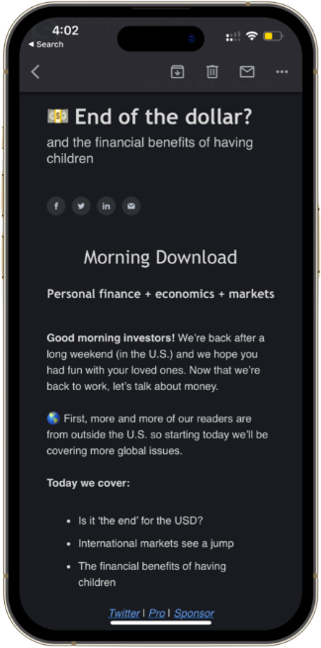 4:02
◀ Search
💴 End of the dollar?
and the financial benefits of having
children
Morning Download
Personal finance + economics + markets
Good morning investors! We're back after a
long weekend (in the U.S.) and we hope you
had fun with your loved ones. Now that we're
back to work, let's talk about money.
🌎 First, more and more of our readers are
from outside the U.S. so starting today we'll be
covering more global issues.
Today we cover:
• Is it 'the end' for the USD?
• International markets see a jump
• The financial benefits of having
children
Twitter | Pro | Sponsor